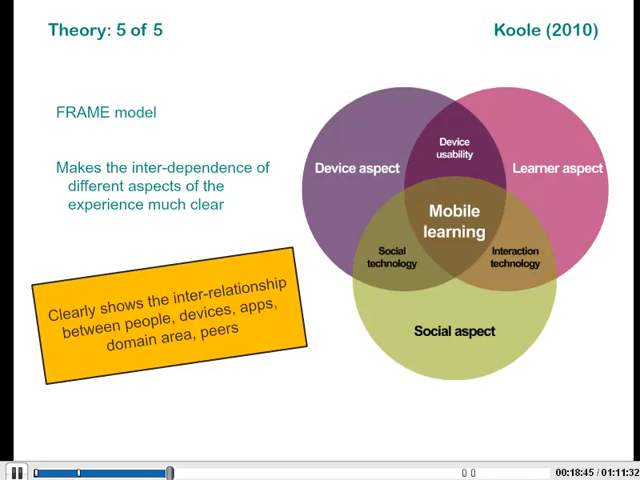 Theory: 5 of 5
Koole (2010)
FRAME model
Makes the inter-dependence of
different aspects of the
experience much clear
Clearly shows the inter-relationship
between people, devices, apps,
domain area, peers
Device
usability
Device aspect
Learner aspect
Mobile
learning
Social
technology
Interaction
technology
Social aspect
00:18:45 / 01:11:32